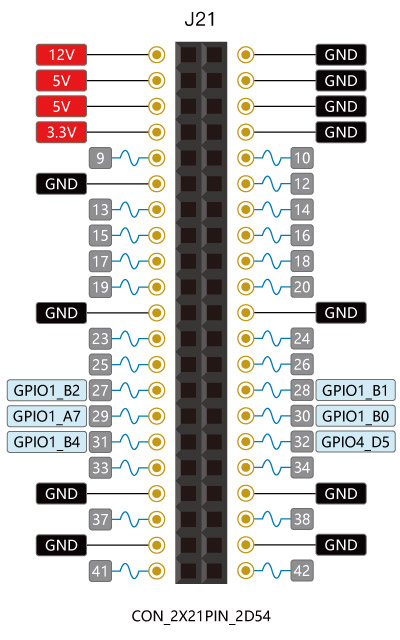 J21
12V GND
5V GND
5V GND
3.3V GND
9 10
GND 12
13 14
15 16
17 18
19 20
GND GND
23 24
25 26
GPIO1_B2 27 28 GPIO1_B1
GPIO1_A7 29 30 GPIO1_B0
GPIO1_B4 31 32 GPIO4_D5
33 34
GND GND
37 38
GND GND
41 42
CON_2X21PIN_2D54